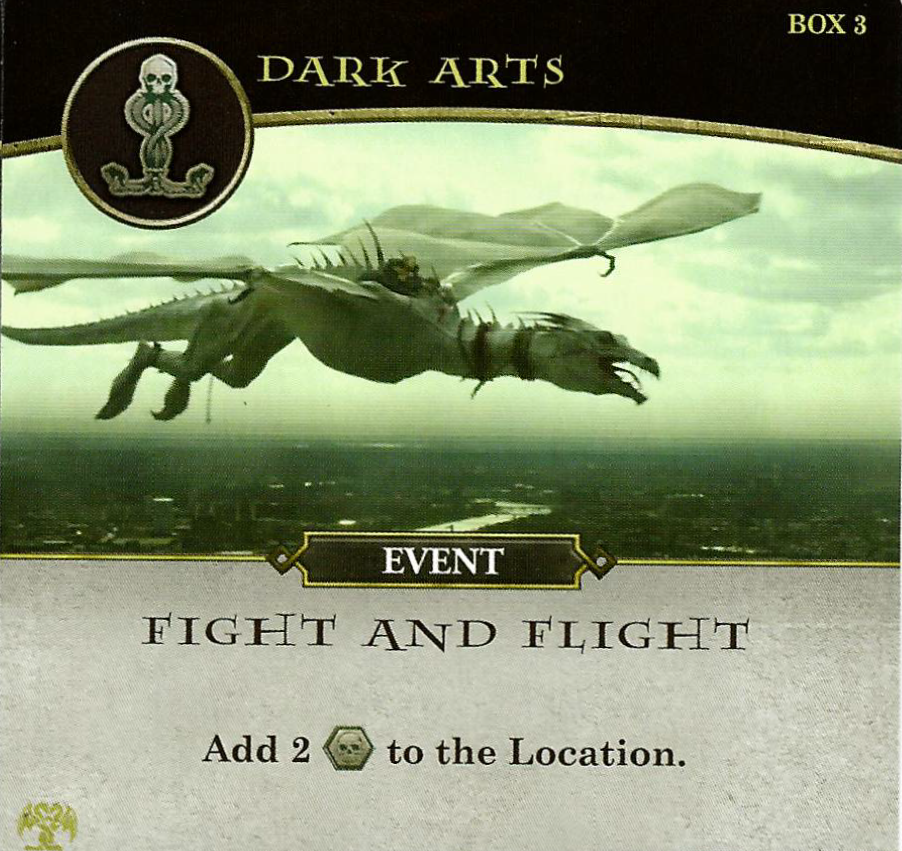 BOX 3
DARK ARTS
EVENT
FIGHT AND FLIGHT
Add 2 to the Location.